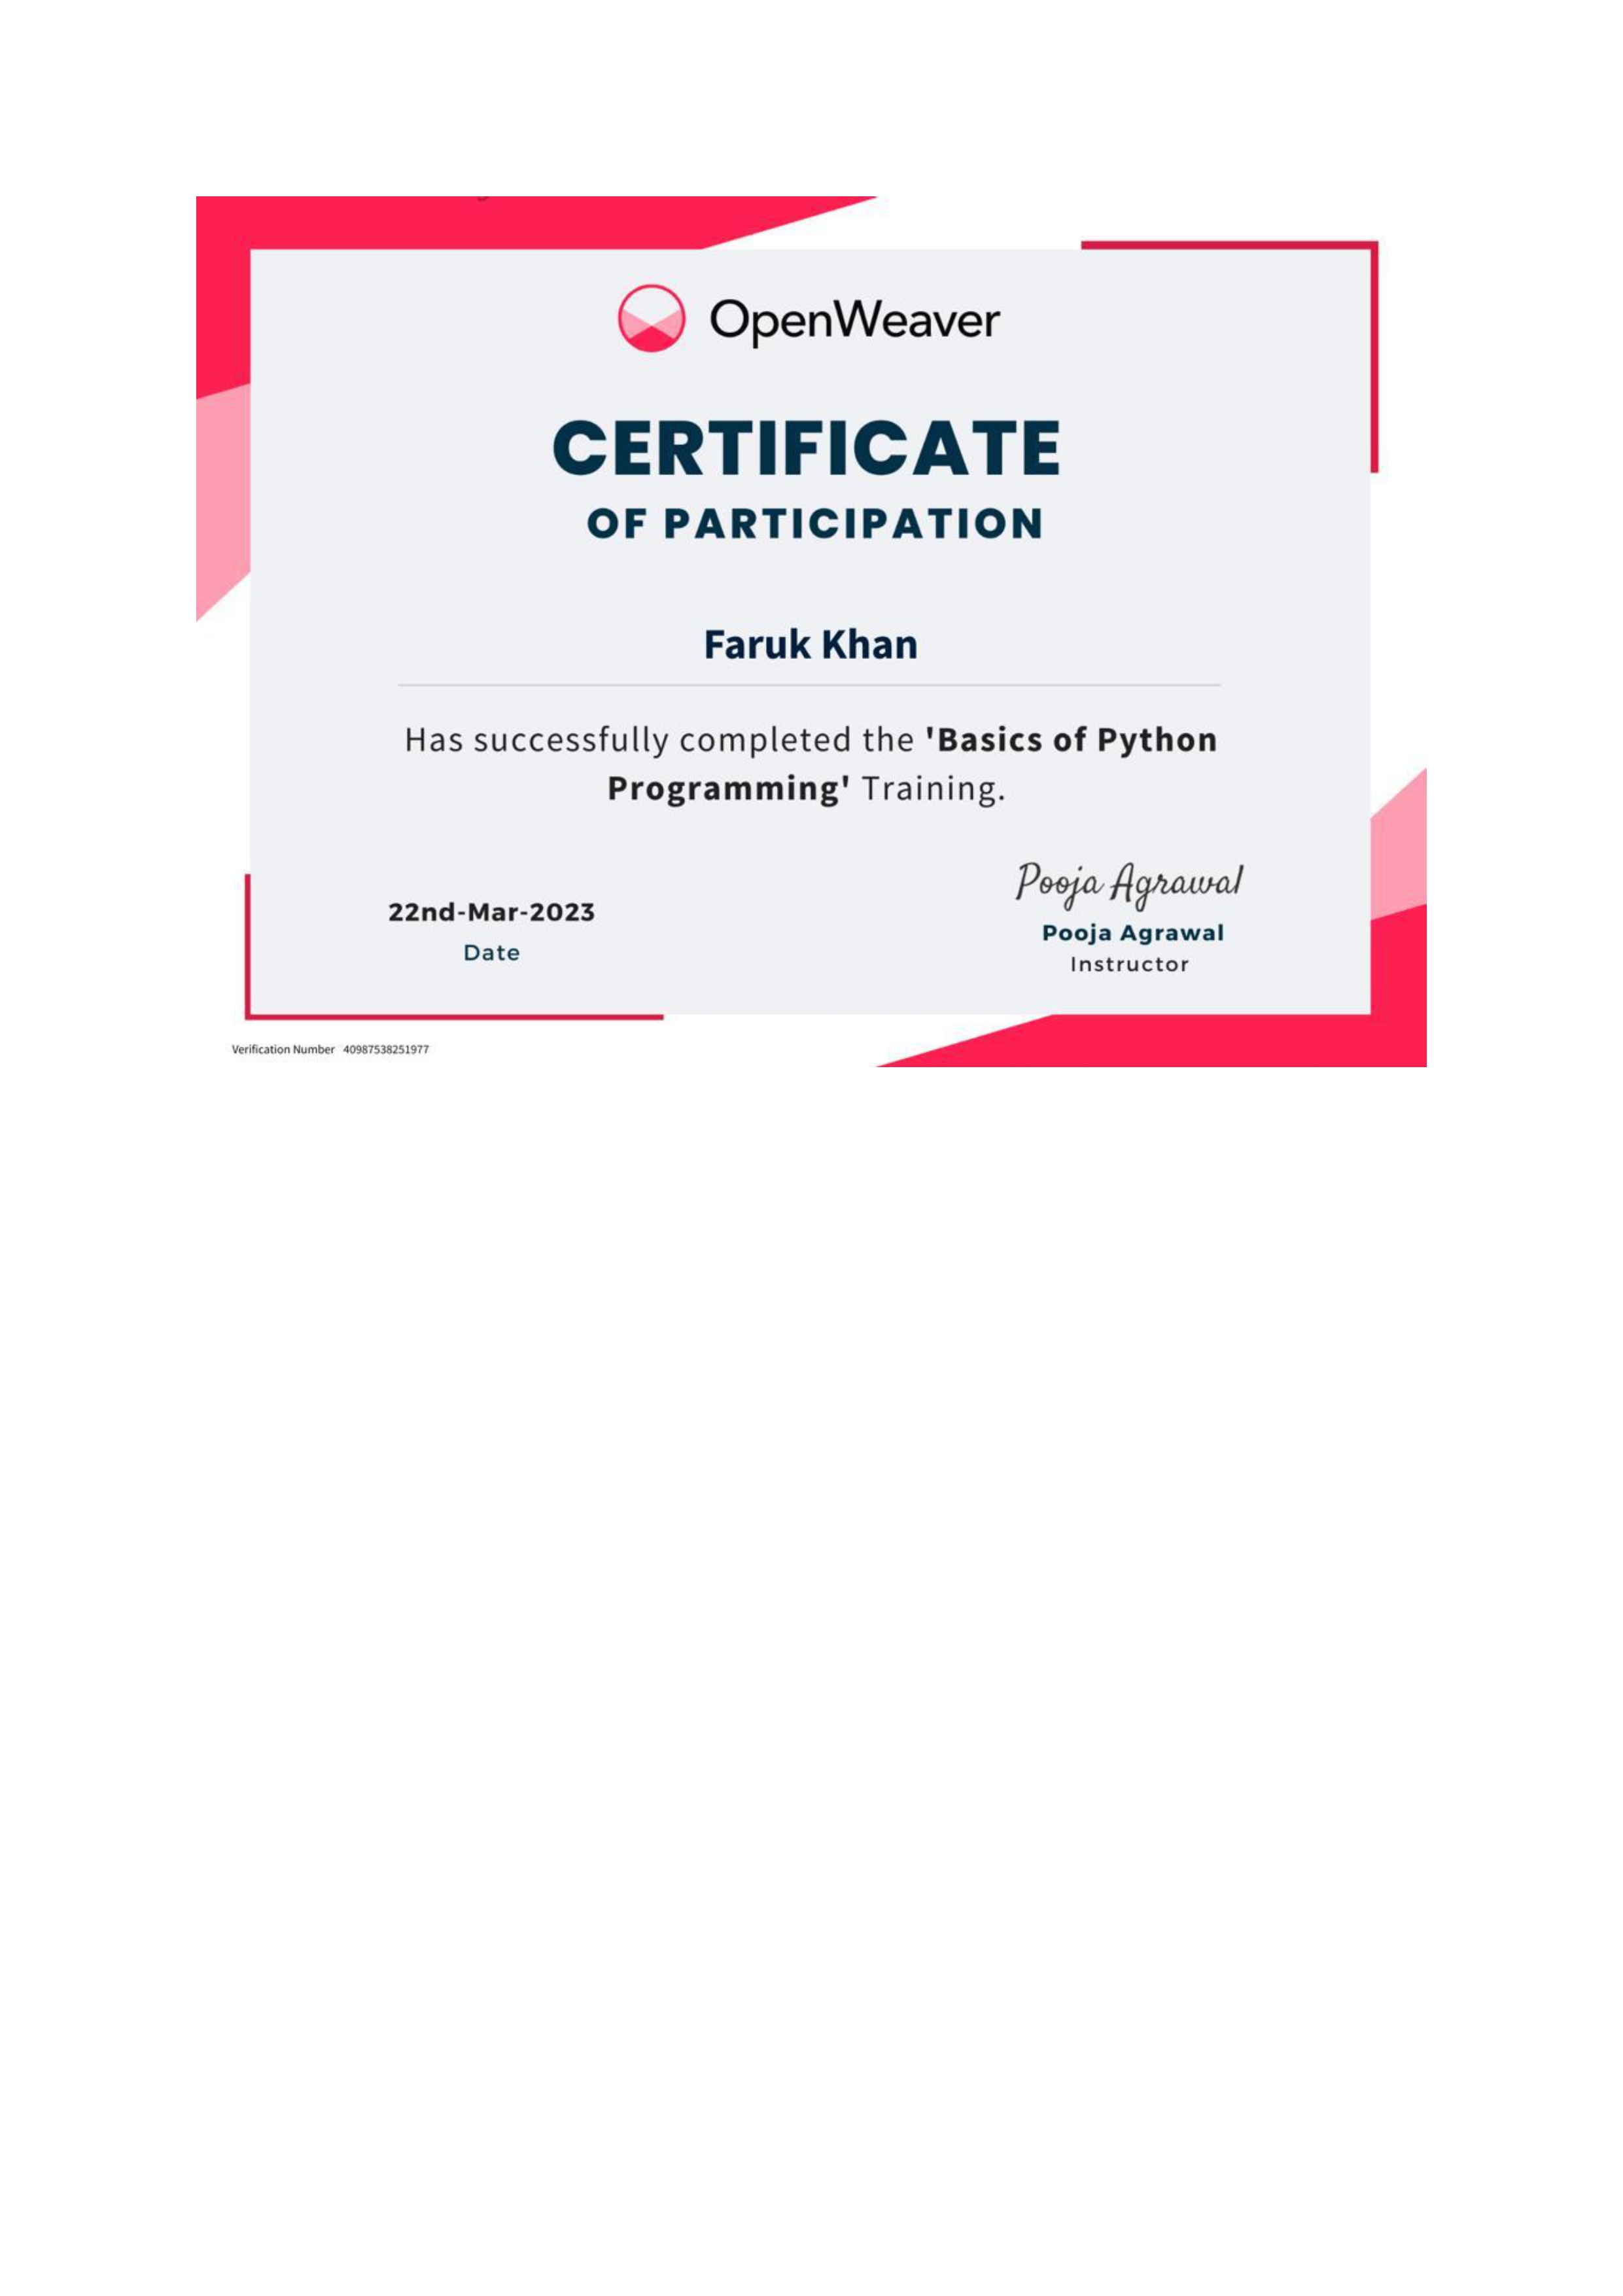 OpenWeaver
CERTIFICATE
OF PARTICIPATION
Faruk Khan
Has successfully completed the 'Basics of Python
Programming' Training.
Pooja Agrawal
22nd-Mar-2023
Pooja Agrawal
Date
Instructor
Verification Number 40987538251977